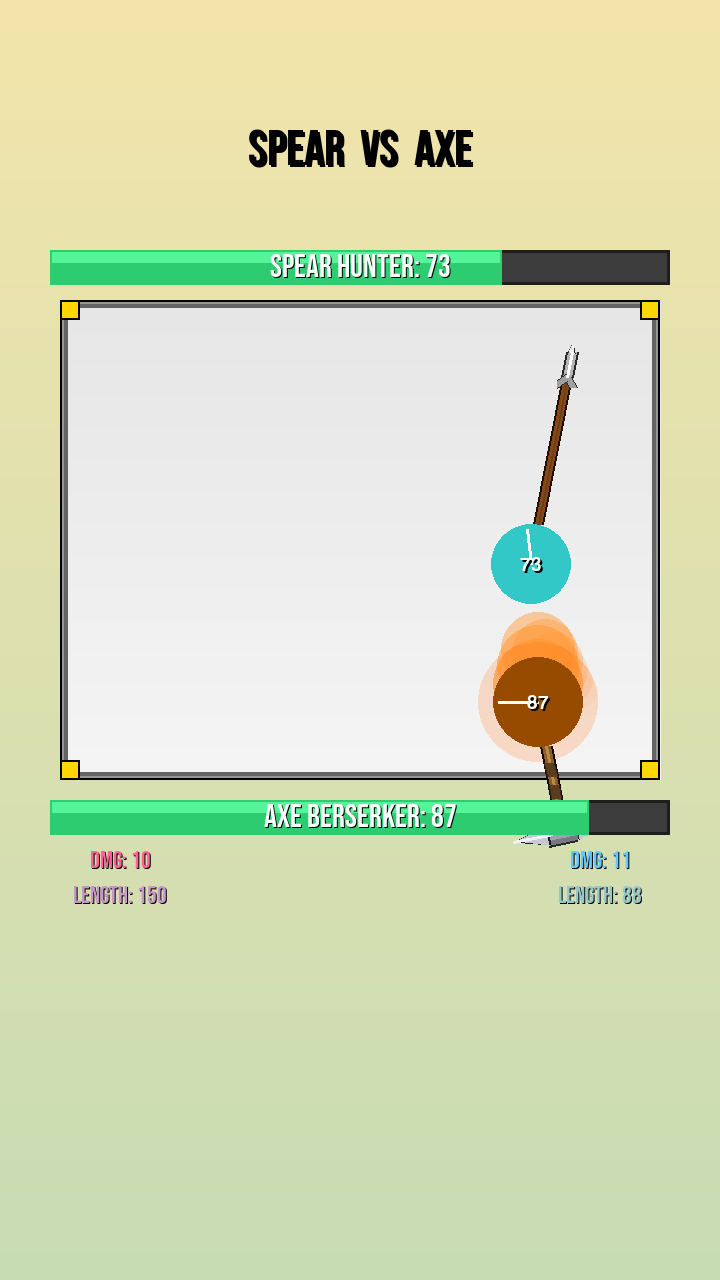 SPEAR VS AXE
SPEAR HUNTER: 73
73
87
AXE BERSERKER: 87
DMG: 10
DMG: 11
LENGTH: 150
LENGTH: 88